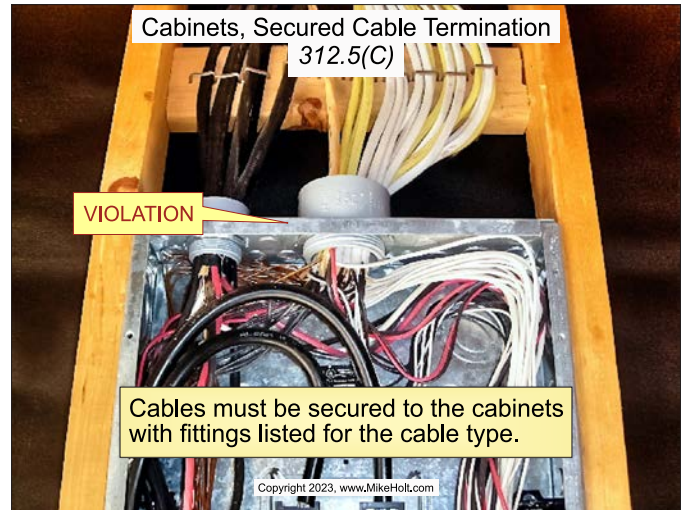 Cabinets, Secured Cable Termination
312.5(C)
VIOLATION
Cables must be secured to the cabinets
with fittings listed for the cable type.
Copyright 2023, www.MikeHolt.com